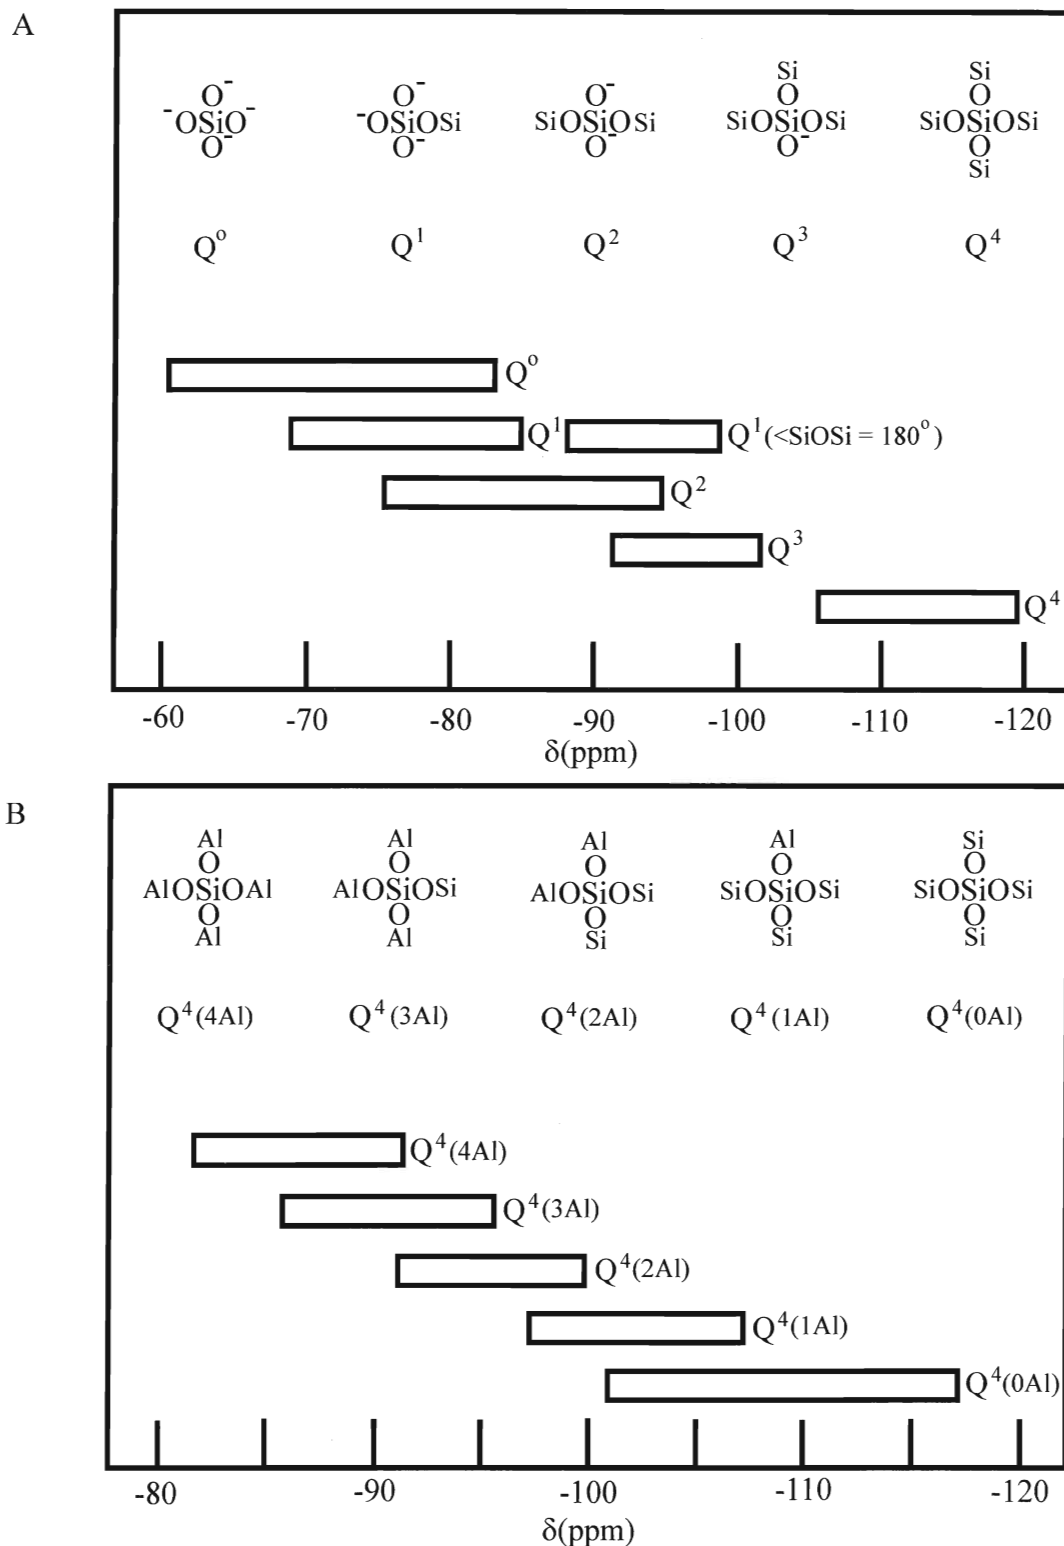 A
Si Si
O⁻ O⁻ O⁻ O O
⁻OSiO⁻ ⁻OSiOSi SiOSiOSi SiOSiOSi SiOSiOSi
O⁻ O⁻ O⁻ O⁻ O
Si
Q⁰ Q¹ Q² Q³ Q⁴
Q⁰
Q¹ Q¹(<SiOSi = 180⁰)
Q²
Q³
Q⁴
-60 -70 -80 -90 -100 -110 -120
δ(ppm)
B
Al Al Al Al Si
O O O O O
AlOSiOAl AlOSiOSi AlOSiOSi SiOSiOSi SiOSiOSi
O O O O O
Al Al Si Si Si
Q⁴(4Al) Q⁴(3Al) Q⁴(2Al) Q⁴(1Al) Q⁴(0Al)
Q⁴(4Al)
Q⁴(3Al)
Q⁴(2Al)
Q⁴(1Al)
Q⁴(0Al)
-80 -90 -100 -110 -120
δ(ppm)